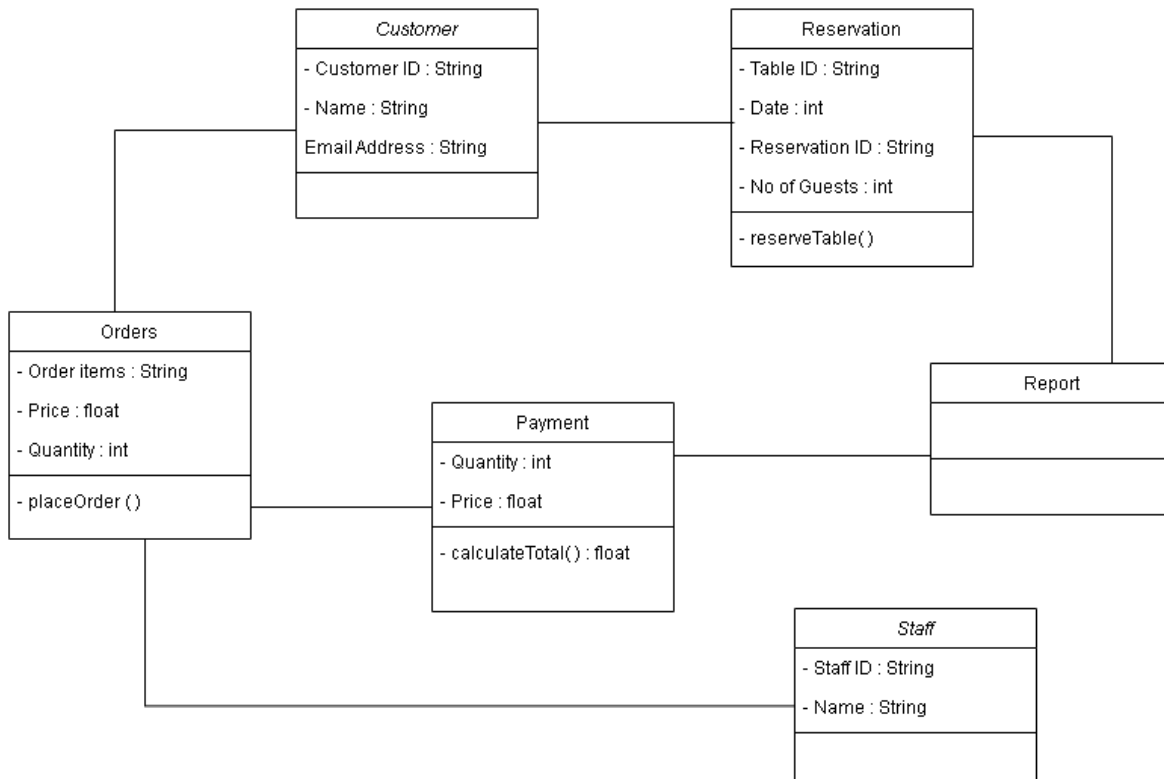 Customer
- Customer ID : String
- Name : String
Email Address : String
Reservation
- Table ID : String
- Date : int
- Reservation ID : String
- No of Guests : int
- reserveTable()
Orders
- Order items : String
- Price : float
- Quantity : int
- placeOrder ()
Payment
- Quantity : int
- Price : float
- calculateTotal() : float
Report
Staff
- Staff ID : String
- Name : String